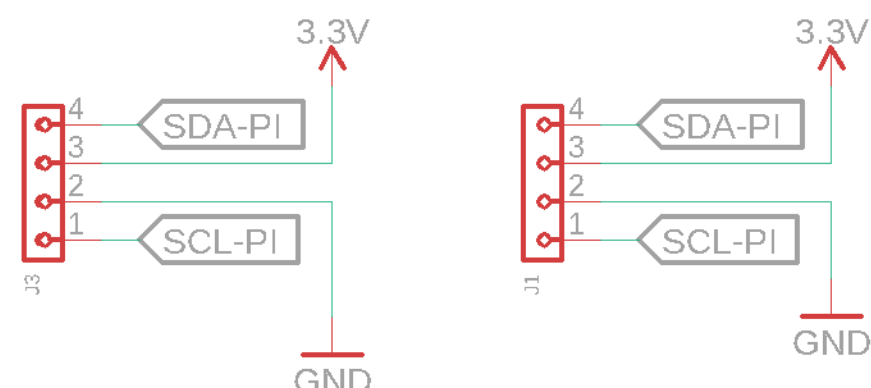 3.3V
4
SDA-PI
3
2
1
SCL-PI
J3
GND
3.3V
4
SDA-PI
3
2
1
SCL-PI
J1
GND